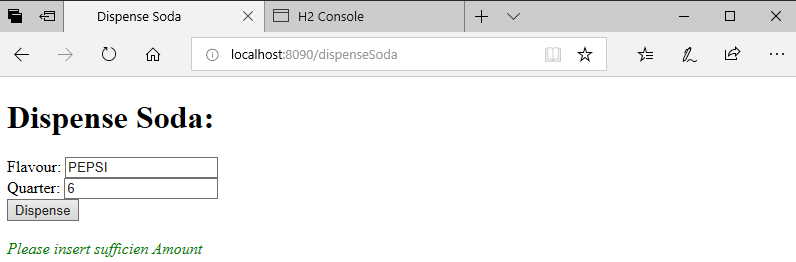 Dispense Soda
H2 Console
localhost:8090/dispenseSoda
Dispense Soda:
Flavour: PEPSI
Quarter: 6
Dispense
Please insert sufficien Amount